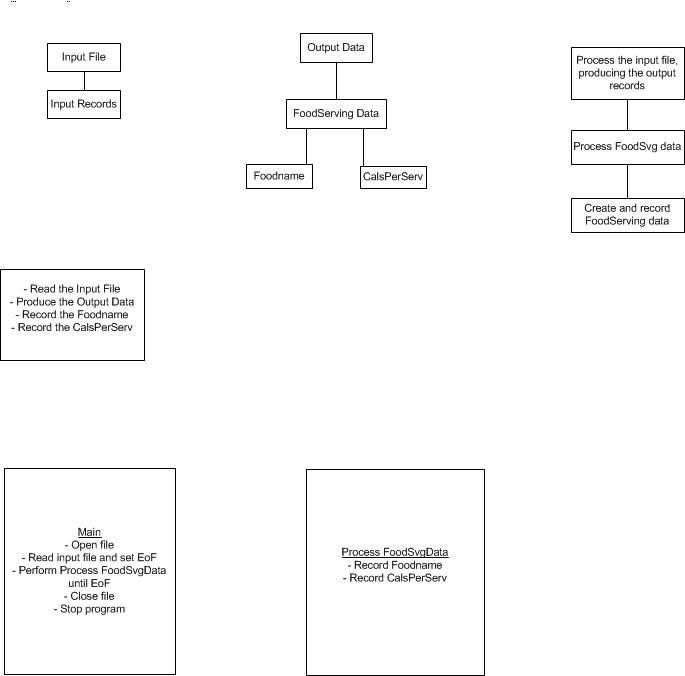 Input File
Input Records
Output Data
FoodServing Data
Foodname
CalsPerServ
Process the input file,
producing the output
records
Process FoodSvg data
Create and record
FoodServing data
- Read the Input File
- Produce the Output Data
- Record the Foodname
- Record the CalsPerServ
Main
- Open file
- Read input file and set EoF
- Perform Process FoodSvgData
until EoF
- Close file
- Stop program
Process FoodSvgData
- Record Foodname
- Record CalsPerServ